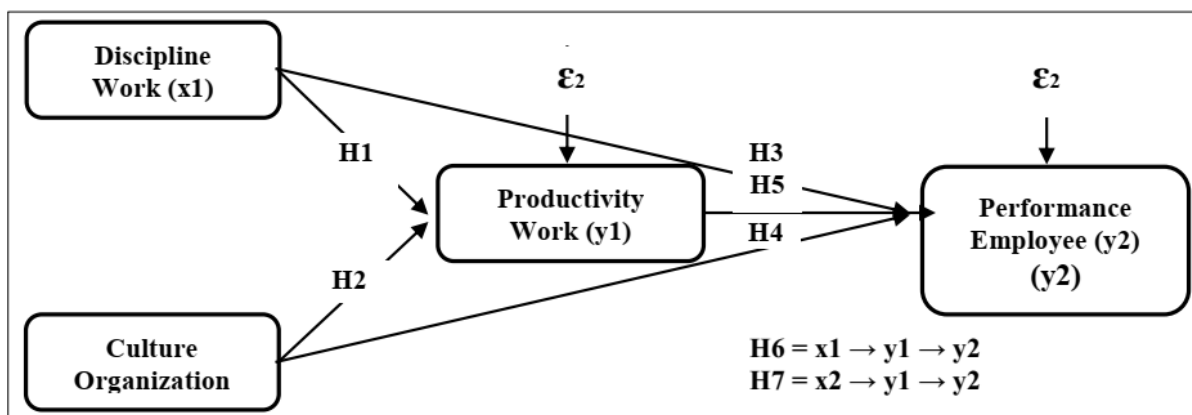 Discipline
Work (x1)
ε2
ε2
H1
H3
H5
H4
Productivity
Work (y1)
Performance
Employee (y2)
(y2)
H2
Culture
Organization
H6 = x1 → y1 → y2
H7 = x2 → y1 → y2